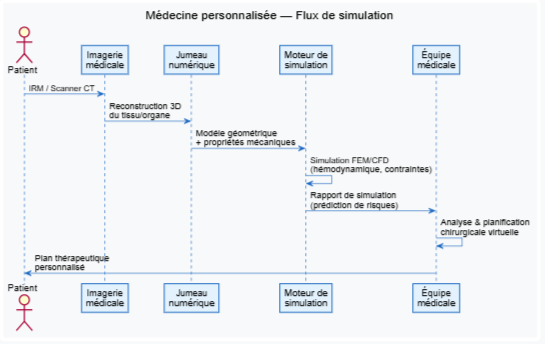 Médecine personnalisée — Flux de simulation
Patient
Imagerie
médicale
Jumeau
numérique
Moteur de
simulation
Équipe
médicale
IRM / Scanner CT
Reconstruction 3D
du tissu/organe
Modèle géométrique
+ propriétés mécaniques
Simulation FEM/CFD
(hémodynamique, contraintes)
Rapport de simulation
(prédiction de risques)
Analyse & planification
chirurgicale virtuelle
Plan thérapeutique
personnalisé
Patient
Imagerie
médicale
Jumeau
numérique
Moteur de
simulation
Équipe
médicale